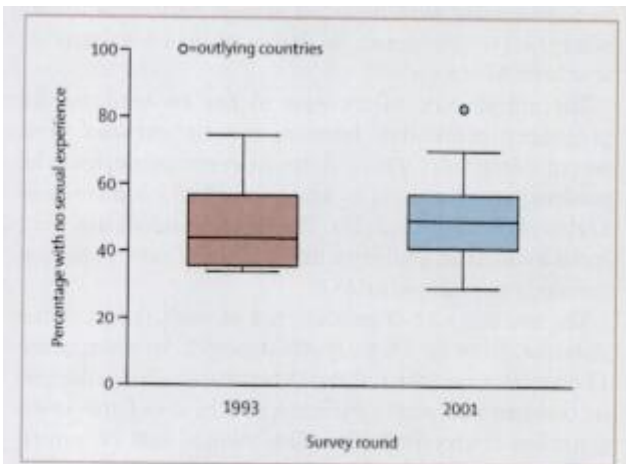 100
O=outlying countries
80
60
40
20
0
Percentage with no sexual experience
1993
2001
Survey round